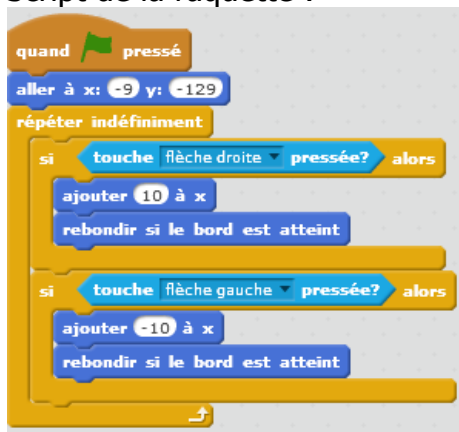 Script de la raquette :
quand pressé
aller à x: -9 y: -129
répéter indéfiniment
si touche flèche droite pressée? alors
ajouter 10 à x
rebondir si le bord est atteint
si touche flèche gauche pressée? alors
ajouter -10 à x
rebondir si le bord est atteint